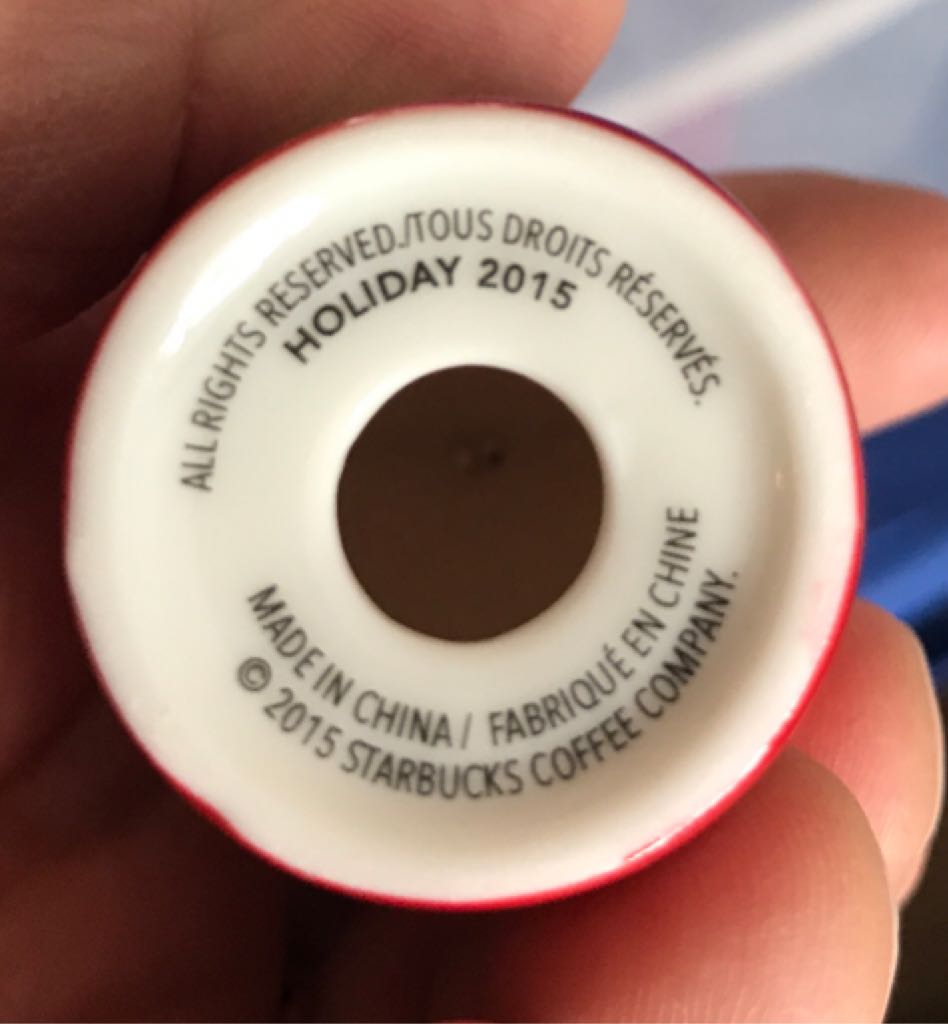 ALL RIGHTS RESERVED./TOUS DROITS RÉSERVÉS.
HOLIDAY 2015
MADE IN CHINA / FABRIQUÉ EN CHINE
© 2015 STARBUCKS COFFEE COMPANY.